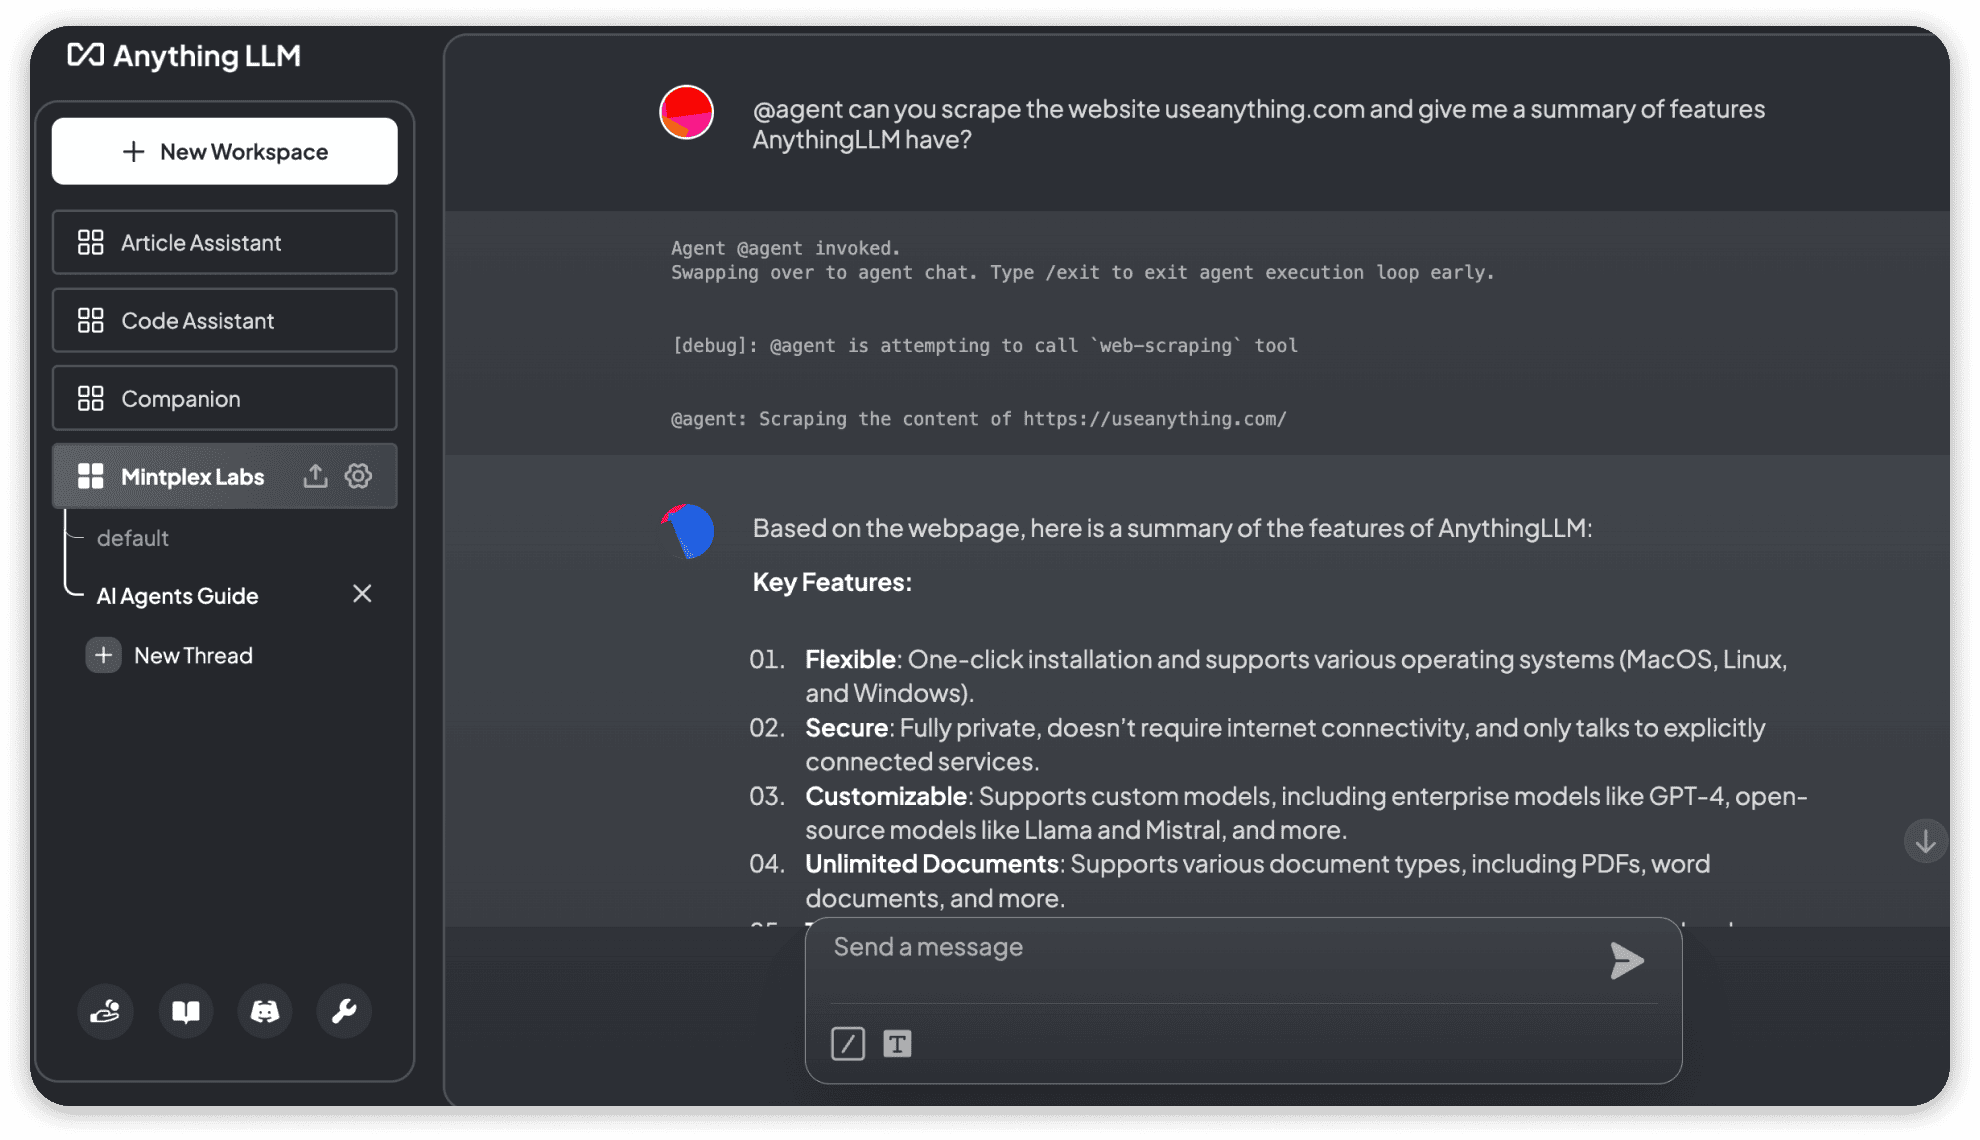 Anything LLM
New Workspace
Article Assistant
Code Assistant
Companion
Mintplex Labs
default
AI Agents Guide
New Thread
@agent can you scrape the website useanything.com and give me a summary of features
AnythingLLM have?
Agent @agent invoked.
Swapping over to agent chat. Type /exit to exit agent execution loop early.
[debug]: @agent is attempting to call `web-scraping` tool
@agent: Scraping the content of https://useanything.com/
Based on the webpage, here is a summary of the features of AnythingLLM:
Key Features:
01. Flexible: One-click installation and supports various operating systems (MacOS, Linux,
and Windows).
02. Secure: Fully private, doesn’t require internet connectivity, and only talks to explicitly
connected services.
03. Customizable: Supports custom models, including enterprise models like GPT-4, open-
source models like Llama and Mistral, and more.
04. Unlimited Documents: Supports various document types, including PDFs, word
documents, and more.
Send a message